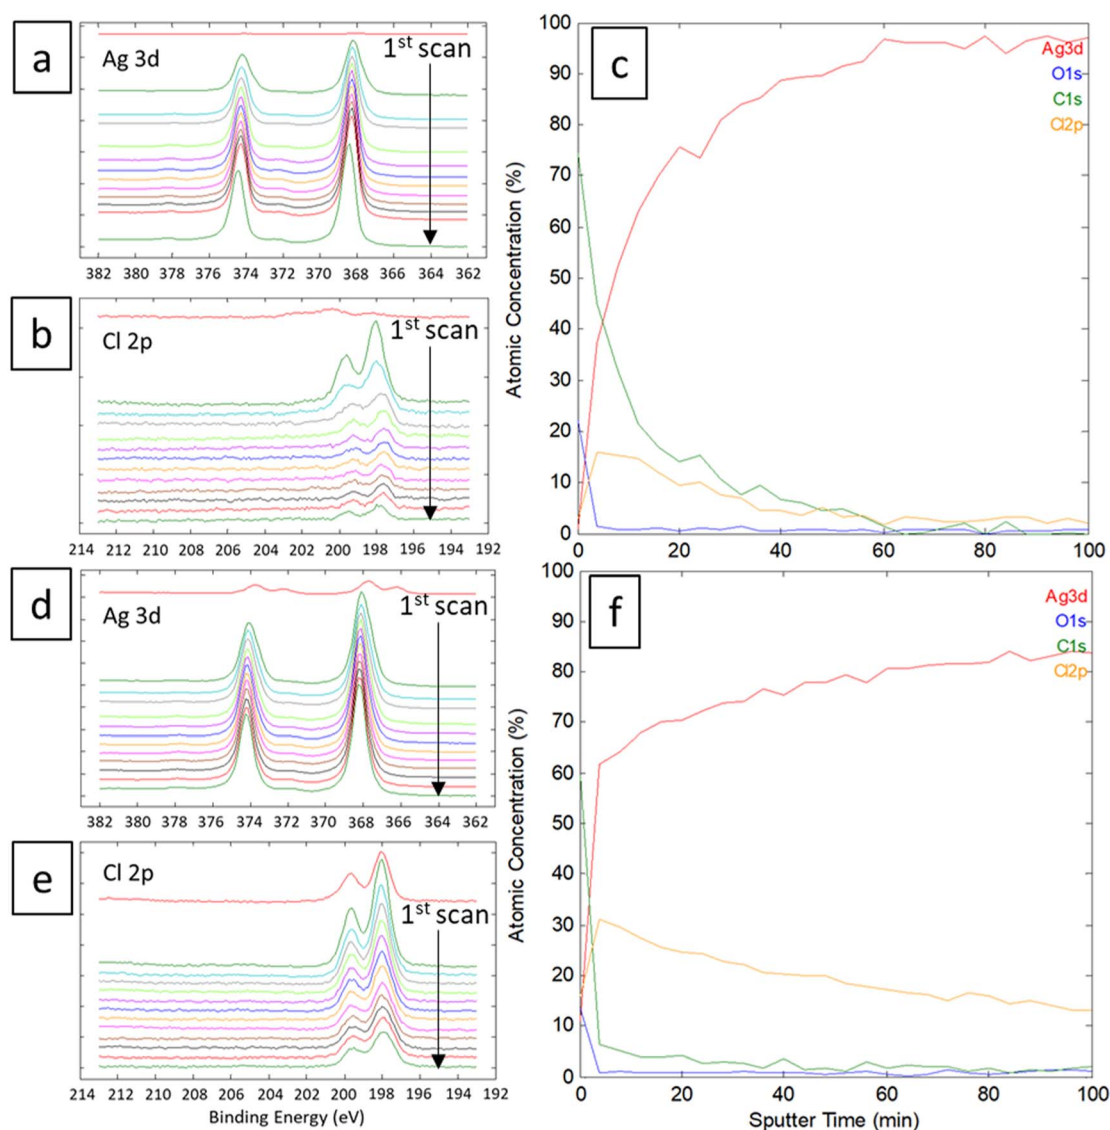 a
Ag 3d
1st scan
382 380 378 376 374 372 370 368 366 364 362
b
Cl 2p
1st scan
214 212 210 208 206 204 202 200 198 196 194 192
c
Atomic Concentration (%)
100
90
80
70
60
50
40
30
20
10
0
0 20 40 60 80 100
Ag3d
O1s
C1s
Cl2p
d
Ag 3d
1st scan
382 380 378 376 374 372 370 368 366 364 362
e
Cl 2p
1st scan
214 212 210 208 206 204 202 200 198 196 194 192
Binding Energy (eV)
f
Atomic Concentration (%)
100
90
80
70
60
50
40
30
20
10
0
0 20 40 60 80 100
Sputter Time (min)
Ag3d
O1s
C1s
Cl2p